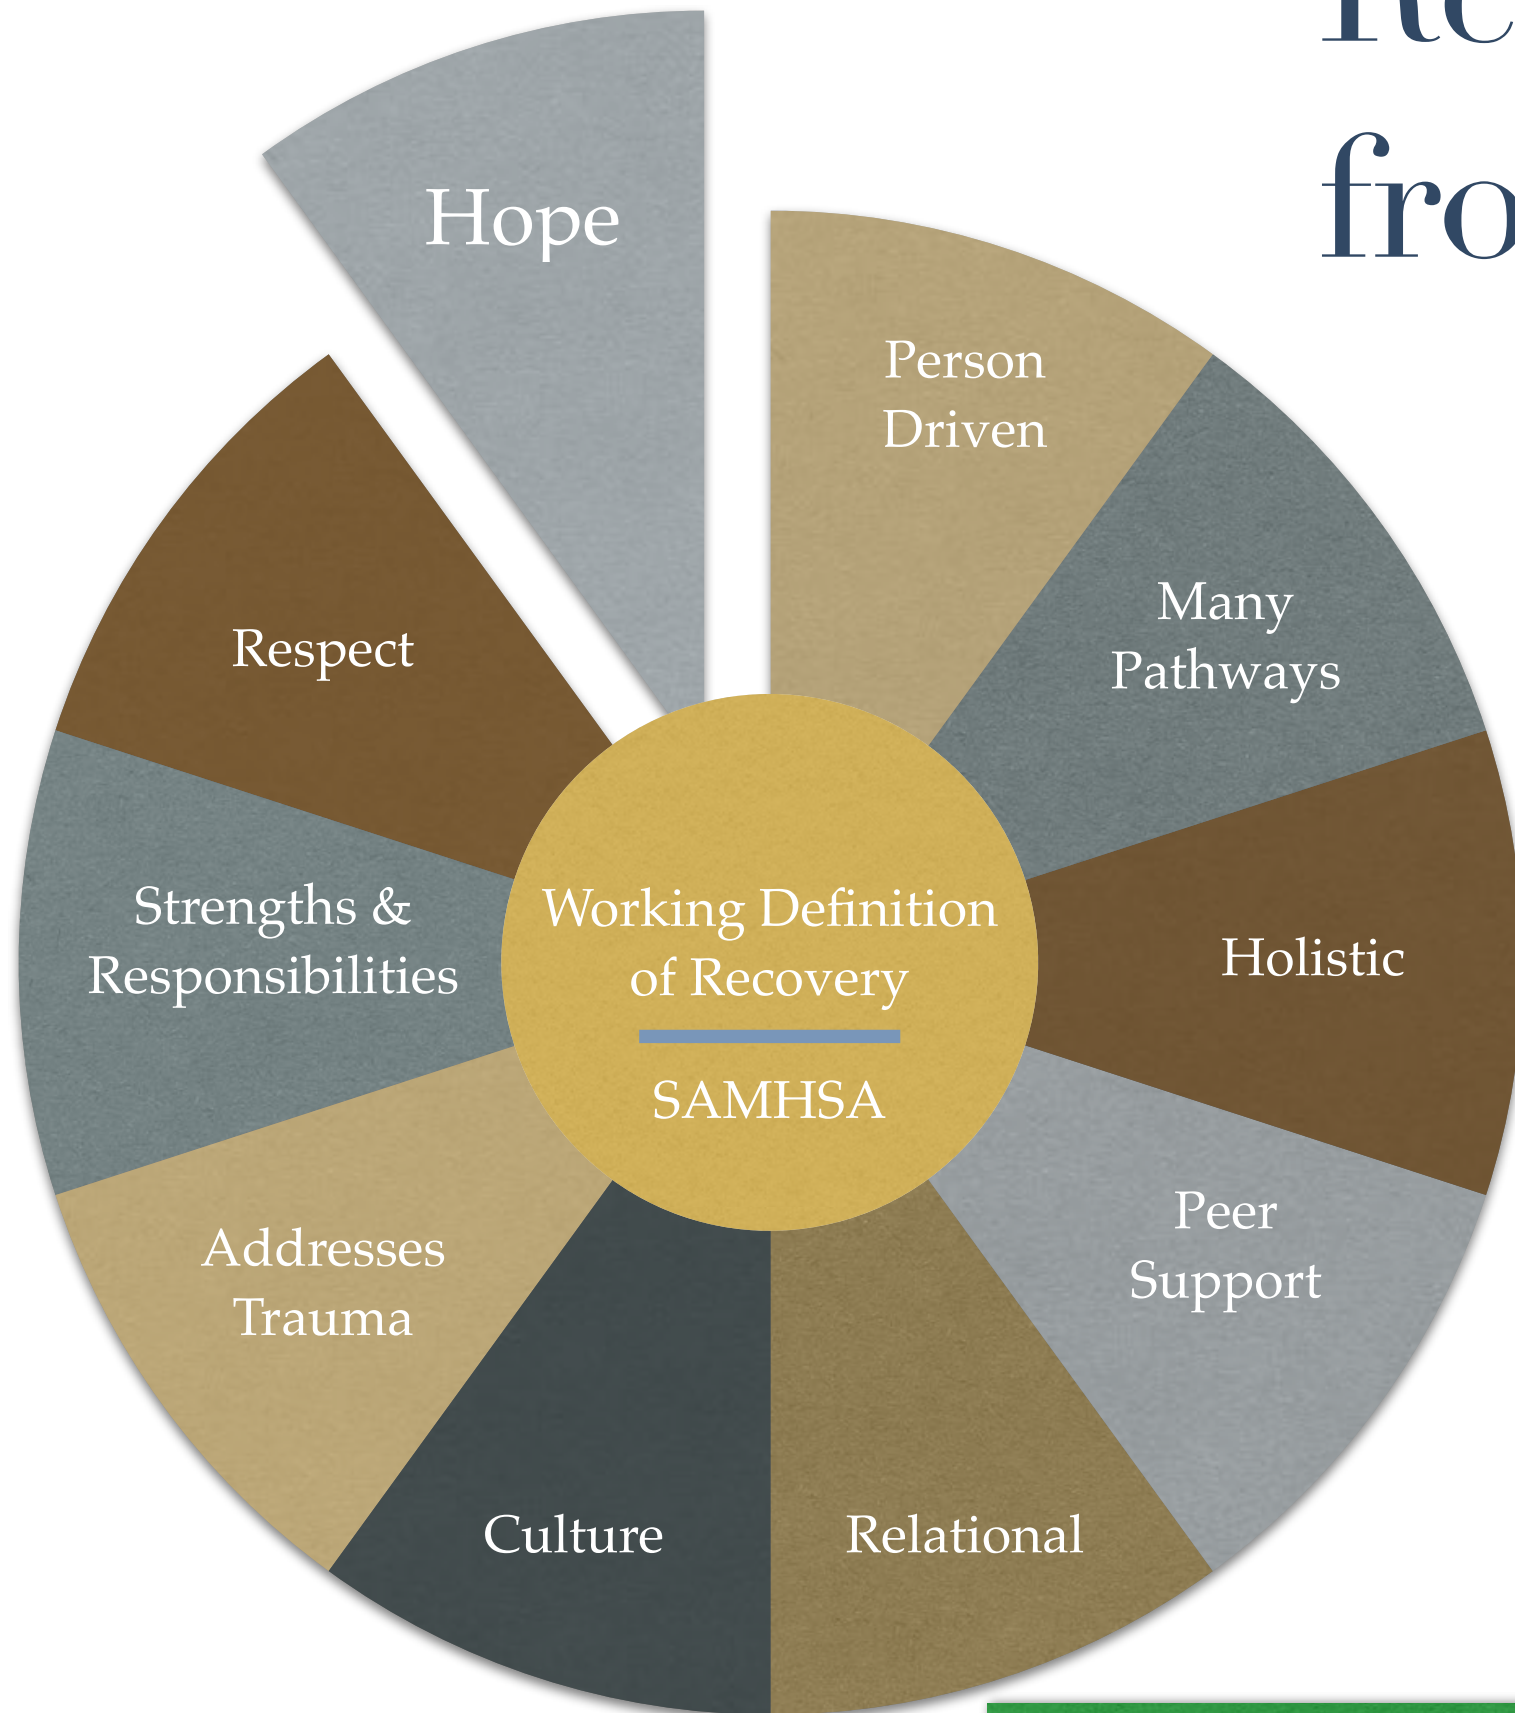 Hope
Person
Driven
Many
Pathways
Holistic
Peer
Support
Relational
Culture
Addresses
Trauma
Strengths &
Responsibilities
Respect
Working Definition
of Recovery
SAMHSA
fro